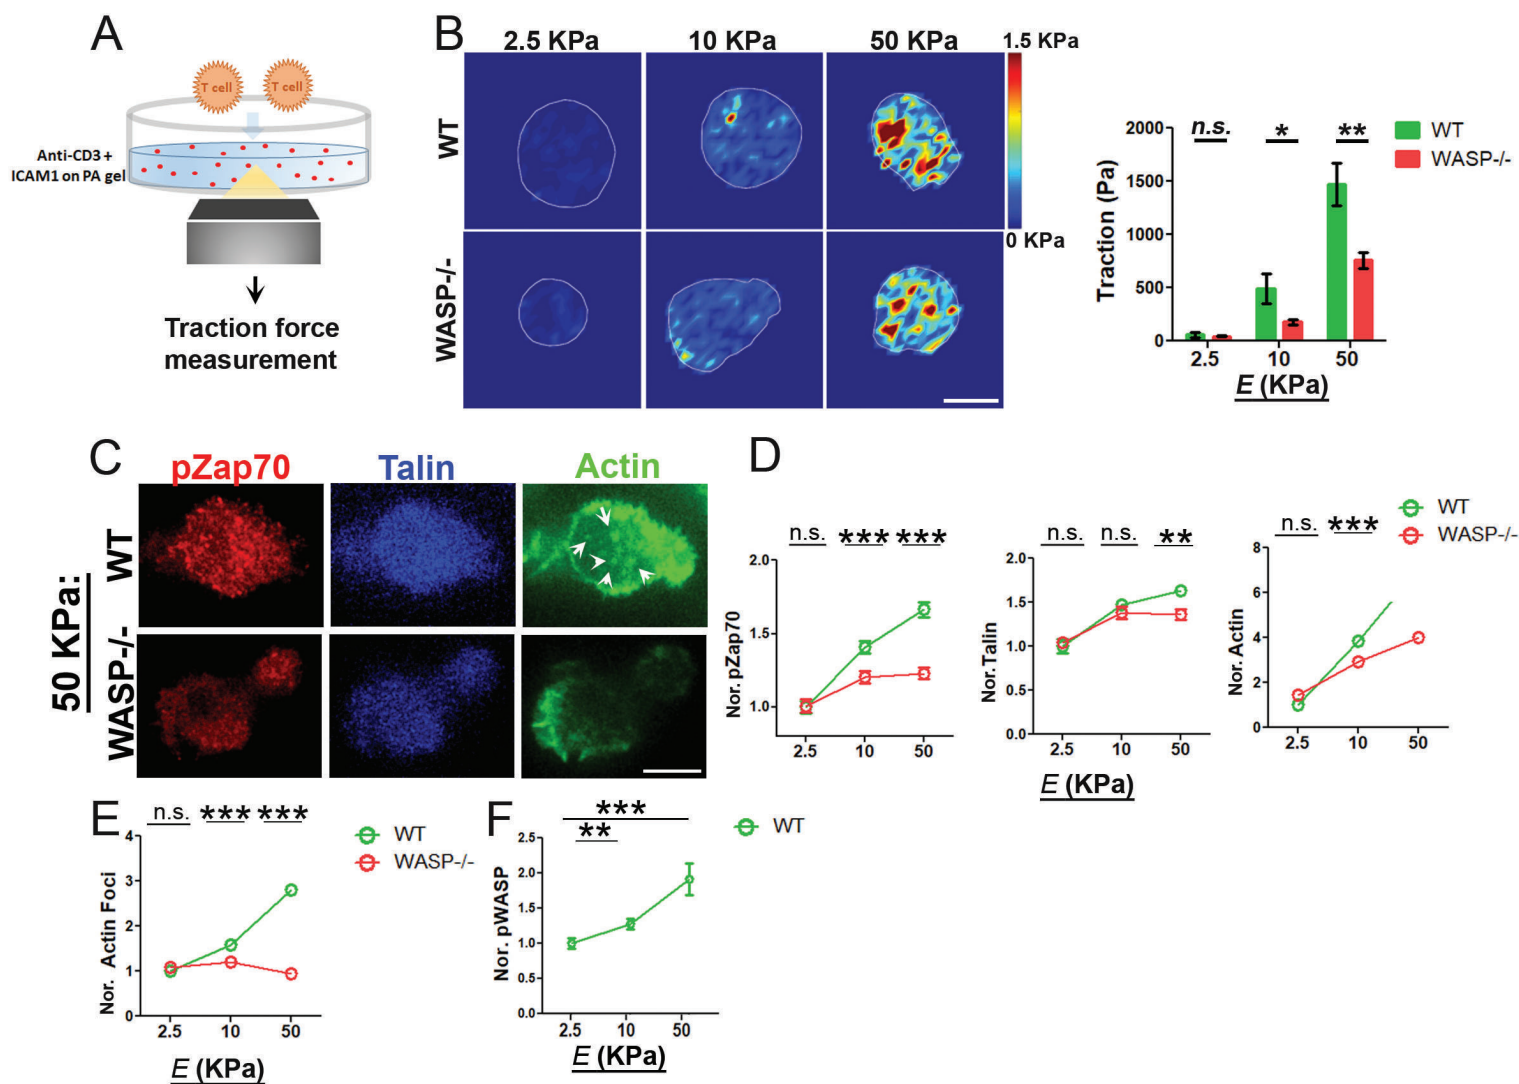 A
T cell
T cell
Anti-CD3 +
ICAM1 on PA gel
Traction force
measurement
B
2.5 KPa
10 KPa
50 KPa
1.5 KPa
WT
0 KPa
WASP-/-
n.s.
*
**
WT
WASP-/-
Traction (Pa)
2000
1500
1000
500
0
2.5
10
50
E (KPa)
C
pZap70
Talin
Actin
50 KPa:
WT
WASP-/-
D
n.s.
***
***
Nor. pZap70
2.0
1.5
1.0
2.5
10
50
n.s.
n.s.
**
Nor. Talin
2.0
1.5
1.0
0.5
0.0
2.5
10
50
E (KPa)
n.s.
***
WT
WASP-/-
Nor. Actin
8
6
4
2
0
2.5
10
50
E
n.s.
***
***
WT
WASP-/-
Nor. Actin Foci
4
3
2
1
0
2.5
10
50
E (KPa)
F
***
**
WT
Nor. pWASP
2.5
2.0
1.5
1.0
0.5
0.0
2.5
10
50
E (KPa)